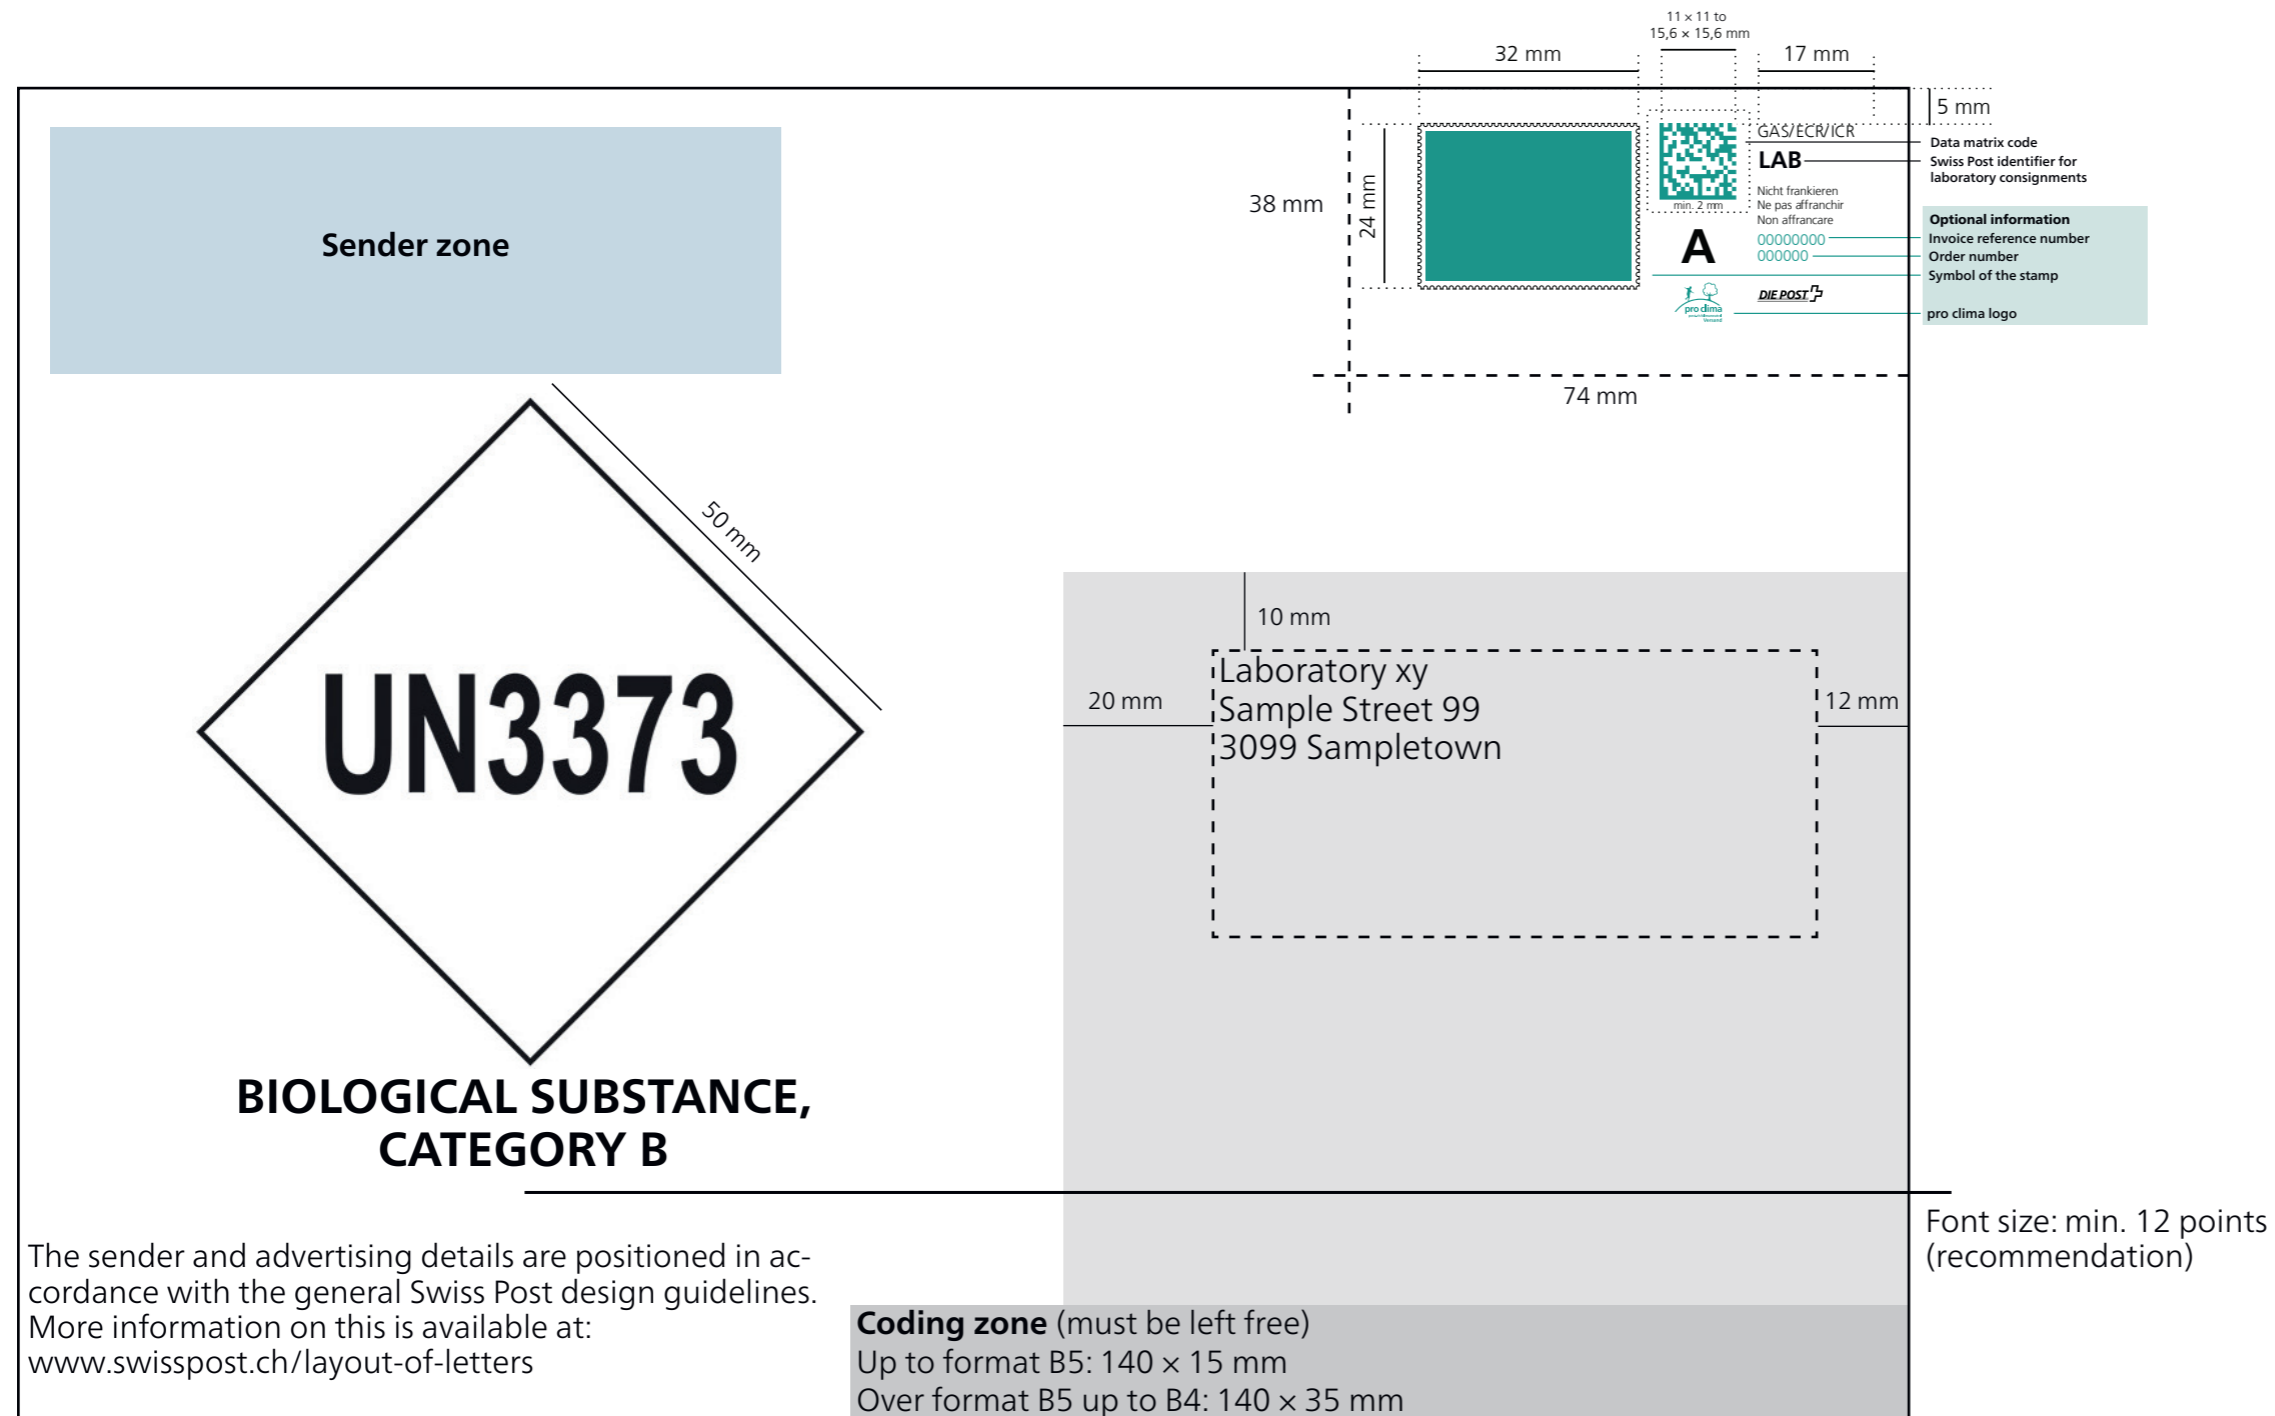 11 × 11 to
15,6 × 15,6 mm
32 mm
17 mm
5 mm
GAS/ECR/ICR
Data matrix code
LAB
Swiss Post identifier for
laboratory consignments
Sender zone
38 mm
24 mm
min. 2 mm
Nicht frankieren
Ne pas affranchir
Non affrancare
A
00000000
000000
Optional information
Invoice reference number
Order number
Symbol of the stamp
pro clima
Versand
DIE POST
pro clima logo
74 mm
50 mm
UN3373
10 mm
20 mm
12 mm
Laboratory xy
Sample Street 99
3099 Sampletown
BIOLOGICAL SUBSTANCE,
CATEGORY B
Font size: min. 12 points
(recommendation)
The sender and advertising details are positioned in ac-
cordance with the general Swiss Post design guidelines.
More information on this is available at:
www.swisspost.ch/layout-of-letters
Coding zone (must be left free)
Up to format B5: 140 × 15 mm
Over format B5 up to B4: 140 × 35 mm